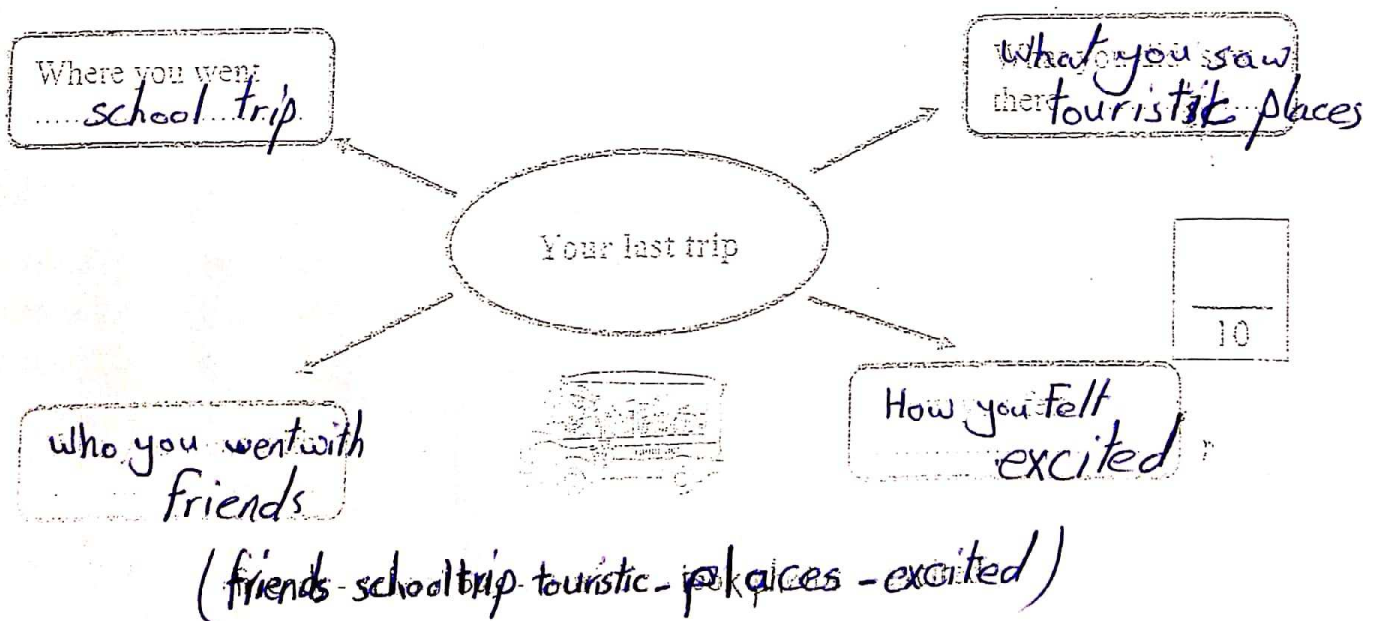 Where you went
school trip
What you saw
there touristic places
Your last trip
10
Who you went with
friends
How you felt
excited
(friends - school trip - touristic - places - excited)